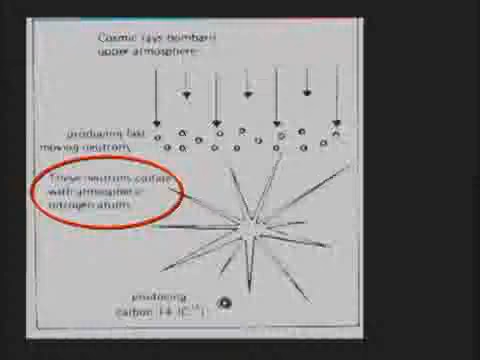 Cosmic rays bombard
upper atmosphere
producing fast
moving neutrons
These neutrons collide
with atmospheric
nitrogen atoms
producing
carbon 14 (C¹⁴)